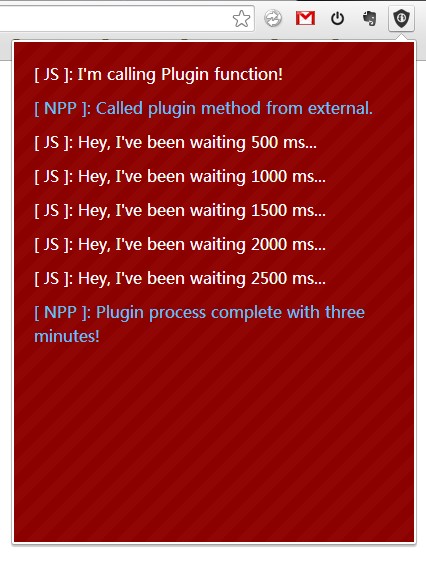 [ JS ]: I'm calling Plugin function!
[ NPP ]: Called plugin method from external.
[ JS ]: Hey, I've been waiting 500 ms...
[ JS ]: Hey, I've been waiting 1000 ms...
[ JS ]: Hey, I've been waiting 1500 ms...
[ JS ]: Hey, I've been waiting 2000 ms...
[ JS ]: Hey, I've been waiting 2500 ms...
[ NPP ]: Plugin process complete with three
minutes!